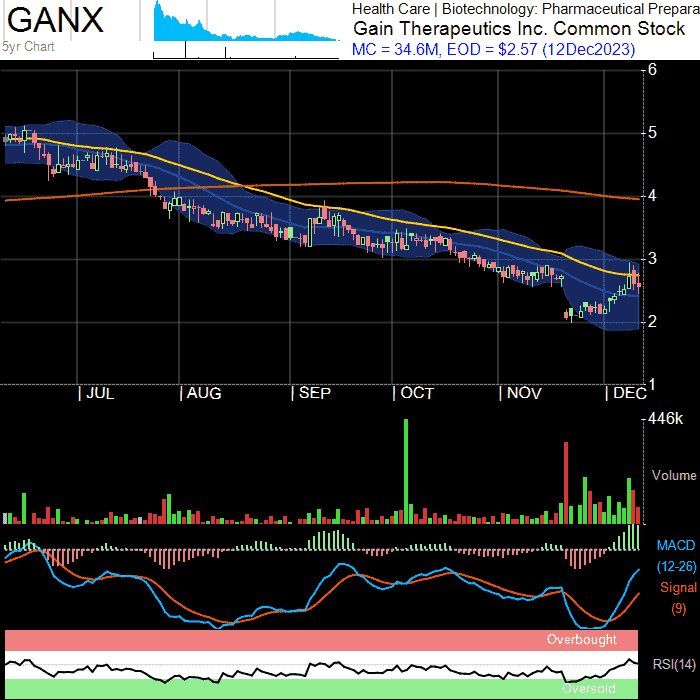 GANX
5yr Chart
Health Care | Biotechnology: Pharmaceutical Prepara
Gain Therapeutics Inc. Common Stock
MC = 34.6M, EOD = $2.57 (12Dec2023)
6
5
4
3
2
1
| JUL | AUG | SEP | OCT | NOV | DEC
446k
Volume
MACD
(12-26)
Signal
(9)
Overbought
RSI(14)
Oversold